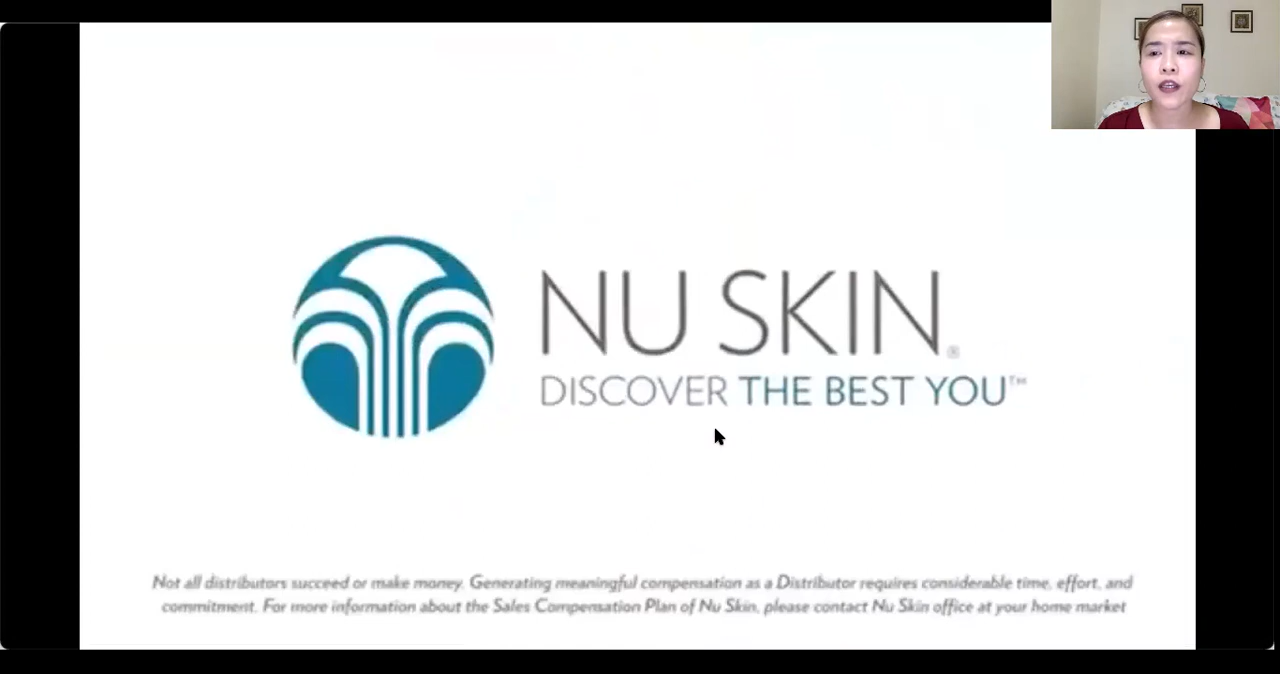 NU SKIN®
DISCOVER THE BEST YOU™
Not all distributors succeed or make money. Generating meaningful compensation as a Distributor requires considerable time, effort, and
commitment. For more information about the Sales Compensation Plan of Nu Skin, please contact Nu Skin office at your home market